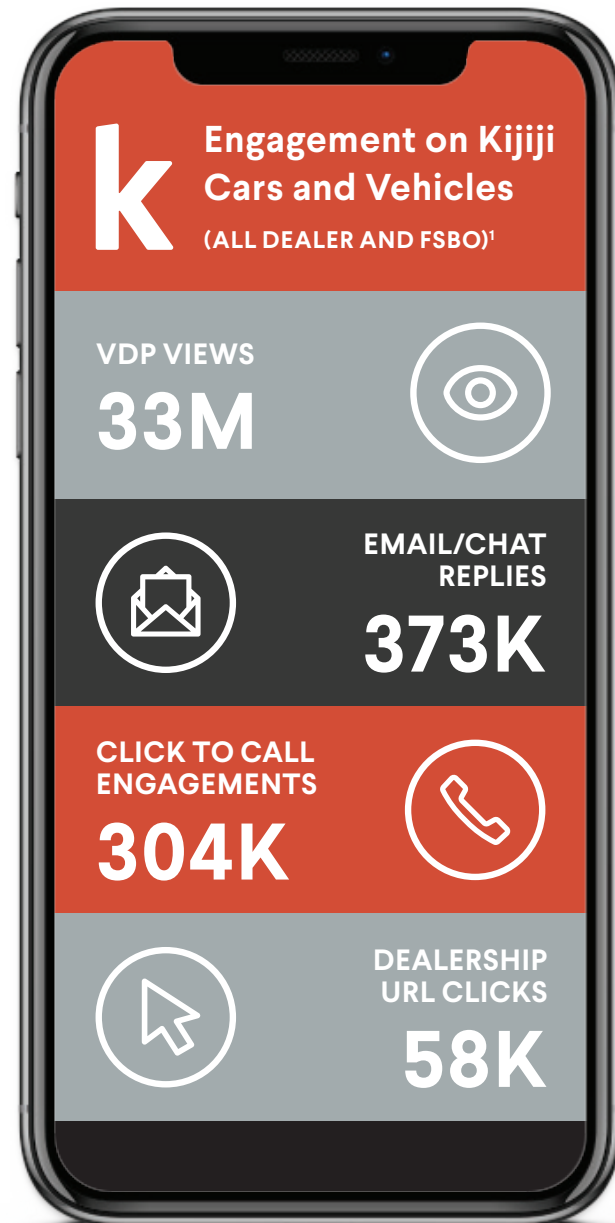 k
Engagement on Kijiji
Cars and Vehicles
(ALL DEALER AND FSBO)¹
VDP VIEWS
33M
EMAIL/CHAT
REPLIES
373K
CLICK TO CALL
ENGAGEMENTS
304K
DEALERSHIP
URL CLICKS
58K